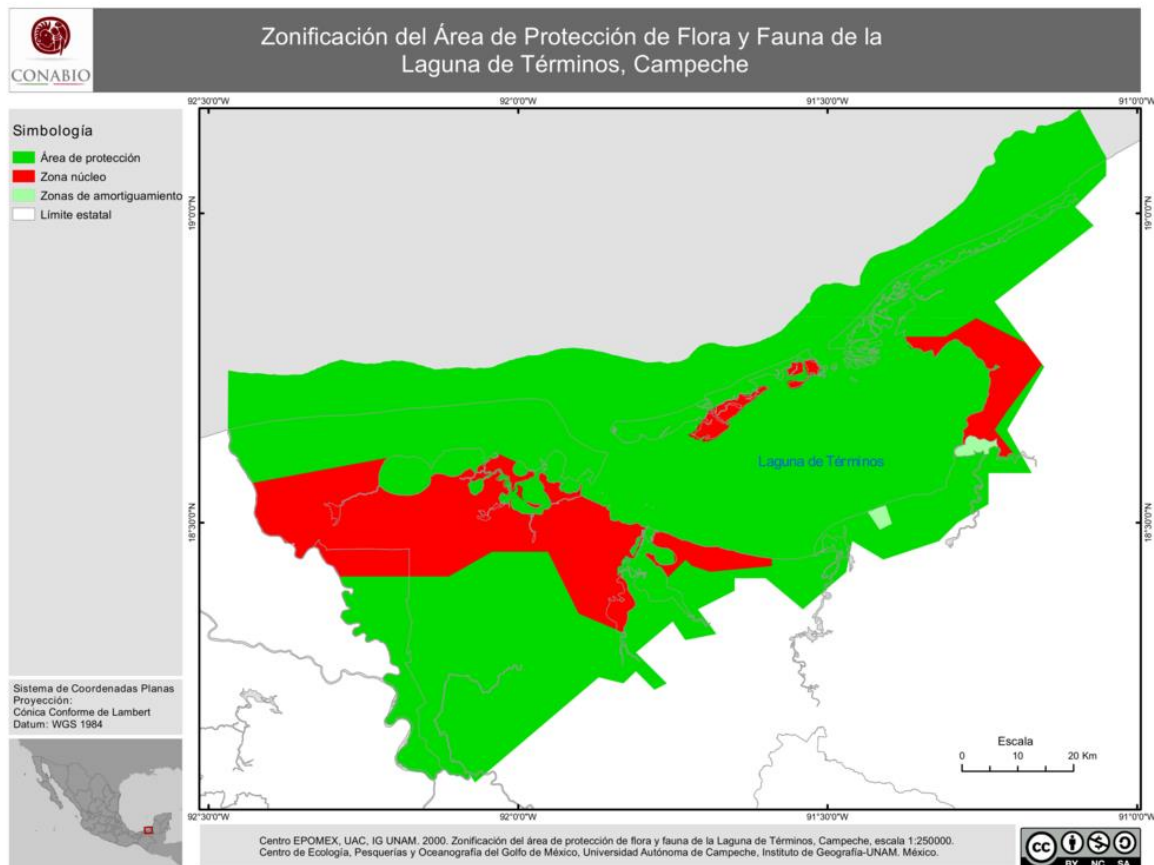 CONABIO
Zonificación del Área de Protección de Flora y Fauna de la
Laguna de Términos, Campeche
92°30'0"W
92°0'0"W
91°30'0"W
91°0'0"W
Simbología
Área de protección
Zona núcleo
Zonas de amortiguamiento
Límite estatal
19°0'0"N
19°0'0"N
Laguna de Términos
18°30'0"N
18°30'0"N
Sistema de Coordenadas Planas
Proyección:
Cónica Conforme de Lambert
Datum: WGS 1984
Escala
0 10 20 Km
92°30'0"W
92°0'0"W
91°30'0"W
91°0'0"W
Centro EPOMEX, UAC, IG UNAM. 2000. Zonificación del área de protección de flora y fauna de la Laguna de Términos, Campeche, escala 1:250000.
Centro de Ecología, Pesquerías y Oceanografía del Golfo de México, Universidad Autónoma de Campeche, Instituto de Geografía-UNAM. México.
cc
BY NC SA